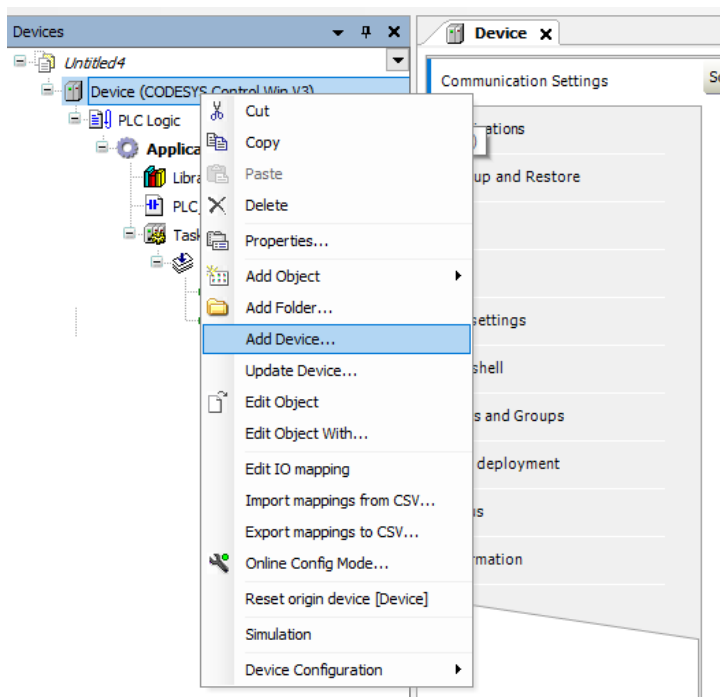 Devices
Untitled4
Device (CODESYS Control Win V3)
PLC Logic
Applica
Libra
PLC_
Task
Cut
Copy
Paste
Delete
Properties...
Add Object
Add Folder...
Add Device...
Update Device...
Edit Object
Edit Object With...
Edit IO mapping
Import mappings from CSV...
Export mappings to CSV...
Online Config Mode...
Reset origin device [Device]
Simulation
Device Configuration
Device
Communication Settings
ations
)
up and Restore
settings
shell
s and Groups
deployment
us
mation